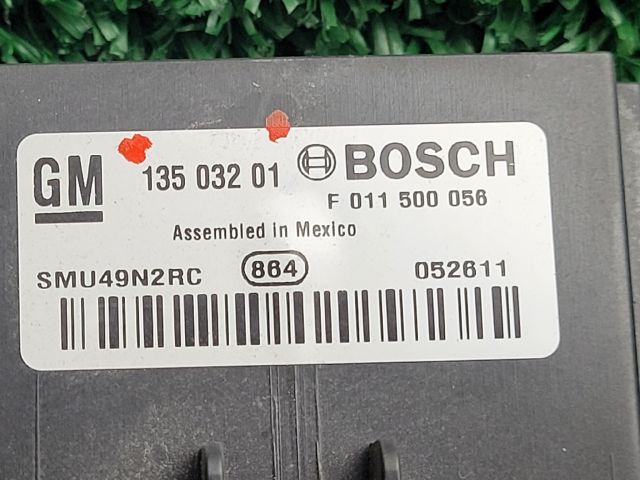 GM 135 032 01 BOSCH
F 011 500 056
Assembled in Mexico
SMU49N2RC 864 052611